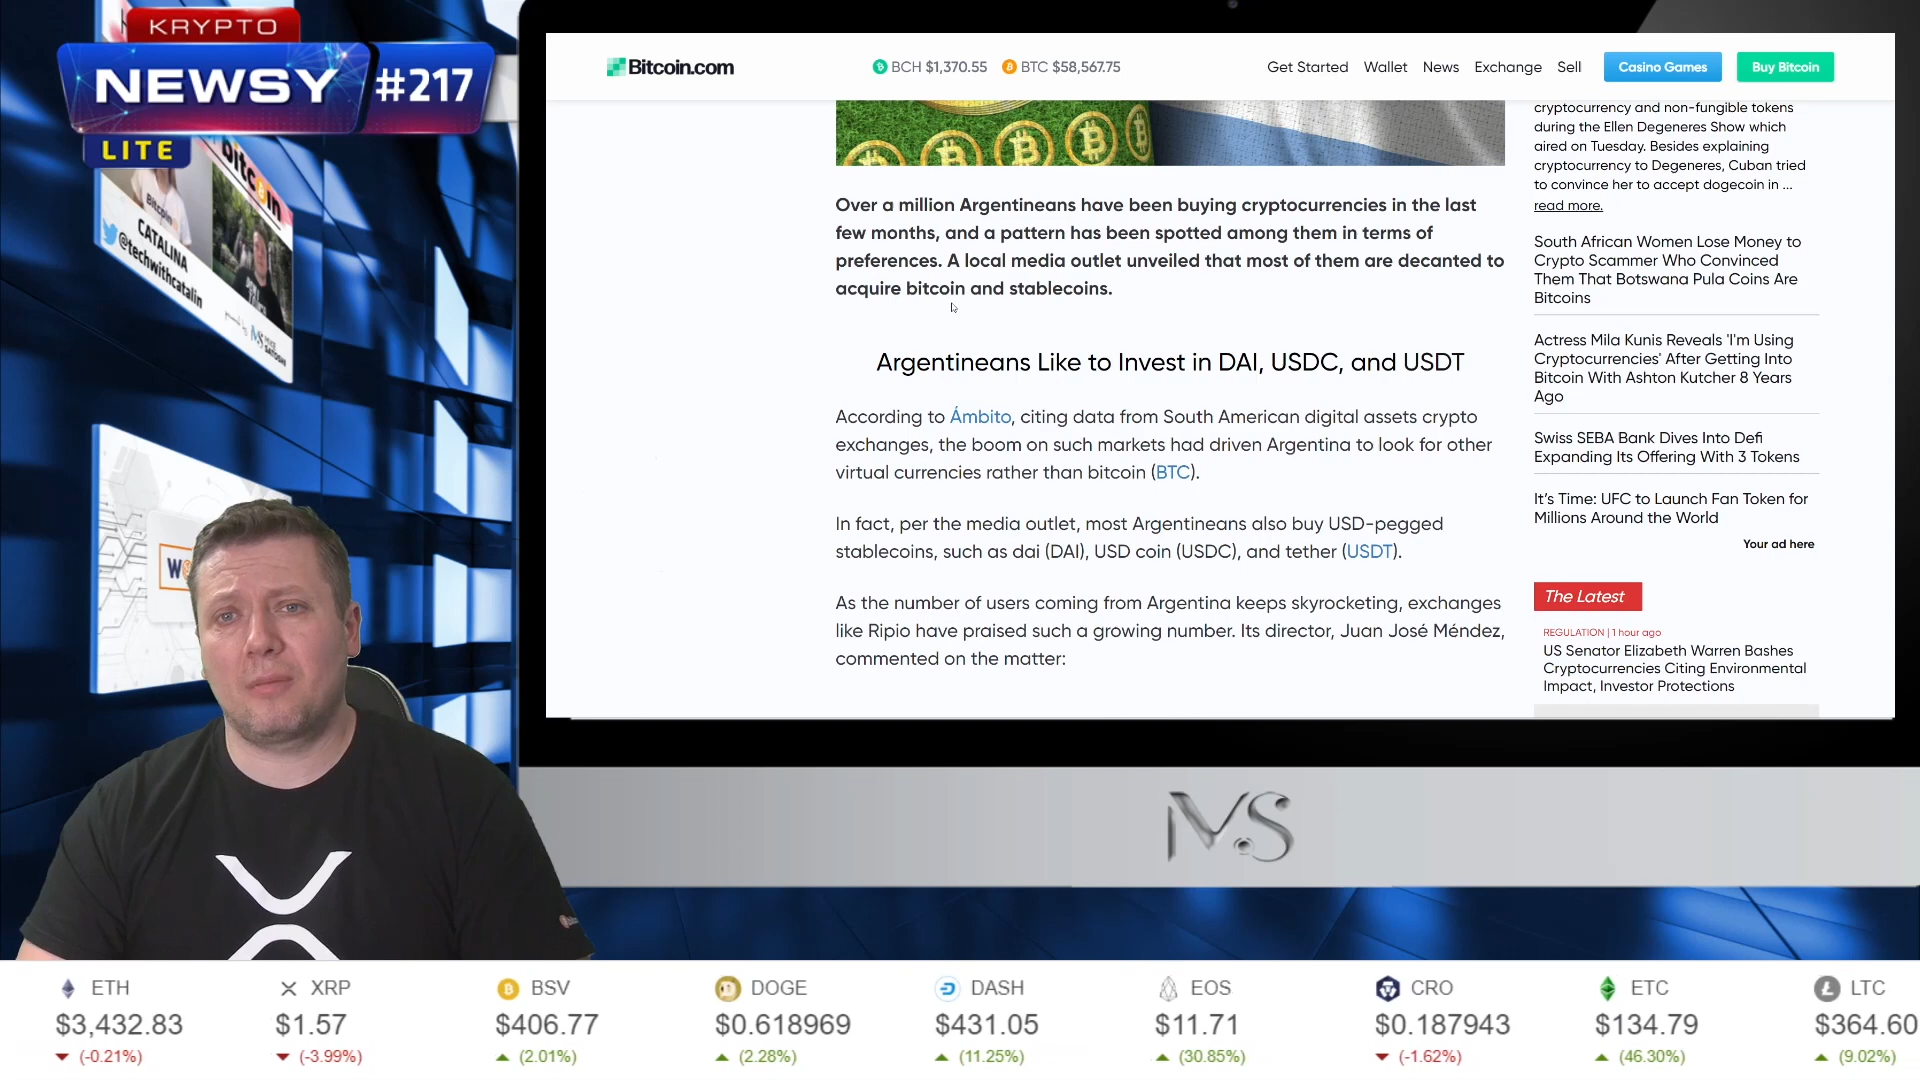 KRYPTO
NEWSY #217
LITE
bitcoin
Bitcoin
CATALINA
@techwithcatalin
Bitcoin.com
BCH $1,370.55
BTC $58,567.75
Get Started
Wallet
News
Exchange
Sell
Casino Games
Buy Bitcoin
Over a million Argentineans have been buying cryptocurrencies in the last
few months, and a pattern has been spotted among them in terms of
preferences. A local media outlet unveiled that most of them are decanted to
acquire bitcoin and stablecoins.
Argentineans Like to Invest in DAI, USDC, and USDT
According to Ámbito, citing data from South American digital assets crypto
exchanges, the boom on such markets had driven Argentina to look for other
virtual currencies rather than bitcoin (BTC).
In fact, per the media outlet, most Argentineans also buy USD-pegged
stablecoins, such as dai (DAI), USD coin (USDC), and tether (USDT).
As the number of users coming from Argentina keeps skyrocketing, exchanges
like Ripio have praised such a growing number. Its director, Juan José Méndez,
commented on the matter:
cryptocurrency and non-fungible tokens
during the Ellen Degeneres Show which
aired on Tuesday. Besides explaining
cryptocurrency to Degeneres, Cuban tried
to convince her to accept dogecoin in ...
read more.
South African Women Lose Money to
Crypto Scammer Who Convinced
Them That Botswana Pula Coins Are
Bitcoins
Actress Mila Kunis Reveals 'I'm Using
Cryptocurrencies' After Getting Into
Bitcoin With Ashton Kutcher 8 Years
Ago
Swiss SEBA Bank Dives Into Defi
Expanding Its Offering With 3 Tokens
It's Time: UFC to Launch Fan Token for
Millions Around the World
Your ad here
The Latest
REGULATION | 1 hour ago
US Senator Elizabeth Warren Bashes
Cryptocurrencies Citing Environmental
Impact, Investor Protections
MS
ETH
$3,432.83
(-0.21%)
XRP
$1.57
(-3.99%)
BSV
$406.77
(2.01%)
DOGE
$0.618969
(2.28%)
DASH
$431.05
(11.25%)
EOS
$11.71
(30.85%)
CRO
$0.187943
(-1.62%)
ETC
$134.79
(46.30%)
LTC
$364.60
(9.02%)